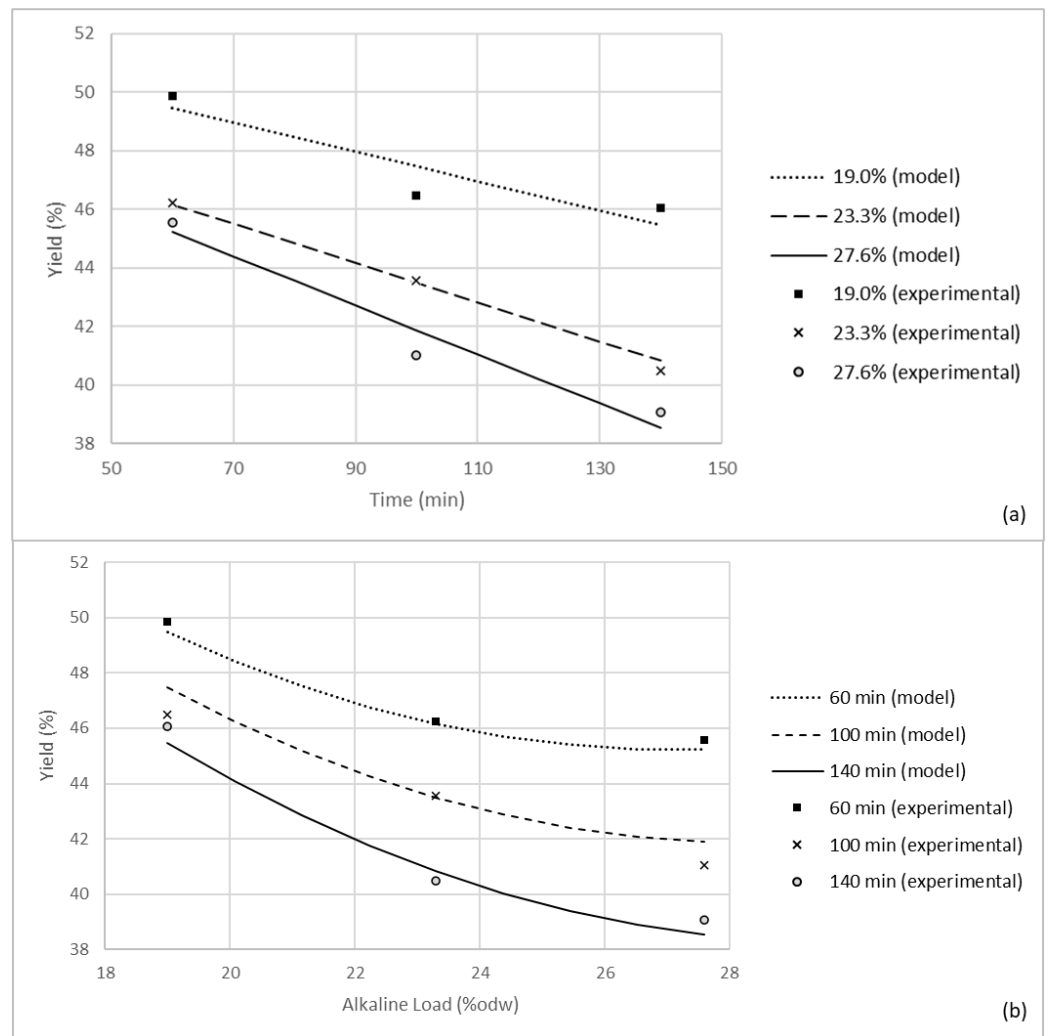 52
50
48
46
44
42
40
38
Yield (%)
50 70 90 110 130 150
Time (min)
19.0% (model)
23.3% (model)
27.6% (model)
19.0% (experimental)
23.3% (experimental)
27.6% (experimental)
(a)
52
50
48
46
44
42
40
38
Yield (%)
18 20 22 24 26 28
Alkaline Load (%odw)
60 min (model)
100 min (model)
140 min (model)
60 min (experimental)
100 min (experimental)
140 min (experimental)
(b)